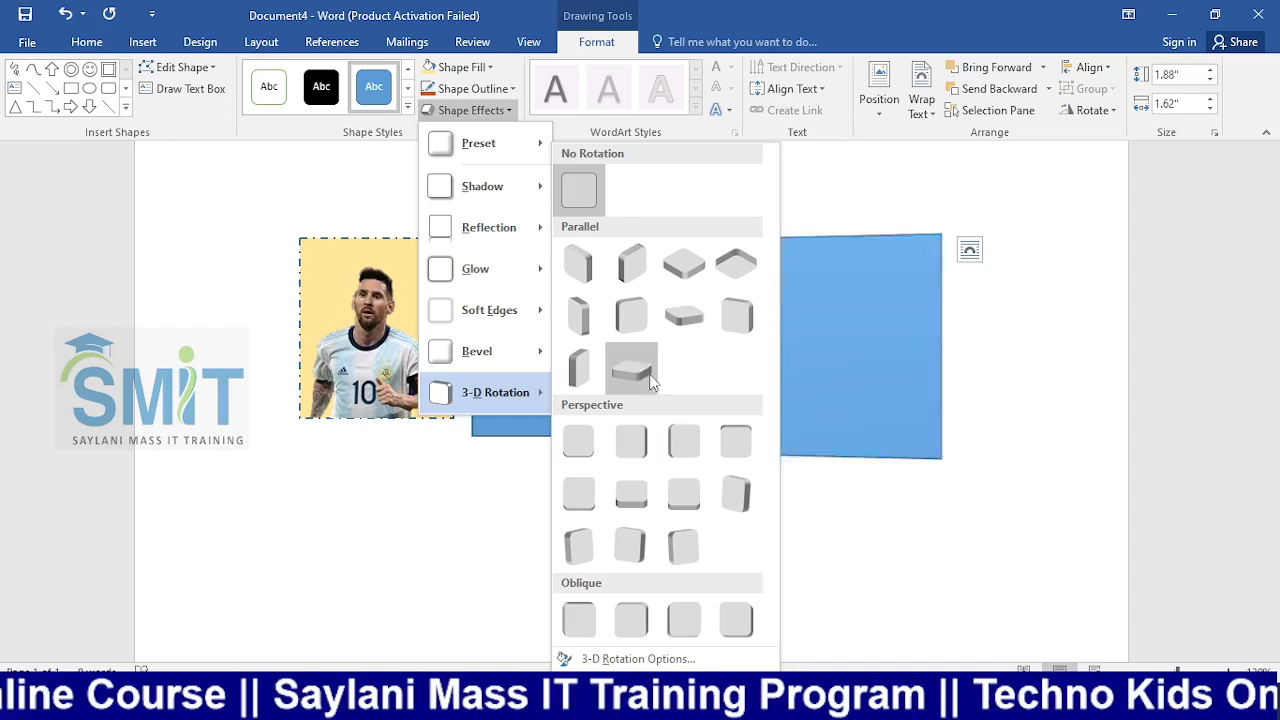 Document4 - Word (Product Activation Failed)
Drawing Tools
File Home Insert Design Layout References Mailings Review View Format Tell me what you want to do... Sign in Share
Edit Shape
Draw Text Box
Insert Shapes
Abc Abc Abc
Shape Fill
Shape Outline
Shape Effects
Shape Styles
A A A
WordArt Styles
Text Direction
Align Text
Create Link
Text
Position
Wrap
Text
Bring Forward
Send Backward
Selection Pane
Align
Group
Rotate
Arrange
1.88"
1.62"
Size
Preset
Shadow
Reflection
Glow
Soft Edges
Bevel
3-D Rotation
No Rotation
Parallel
Perspective
Oblique
3-D Rotation Options...
10
SMiT
SAYLANI MASS IT TRAINING
nline Course || Saylani Mass IT Training Program || Techno Kids On